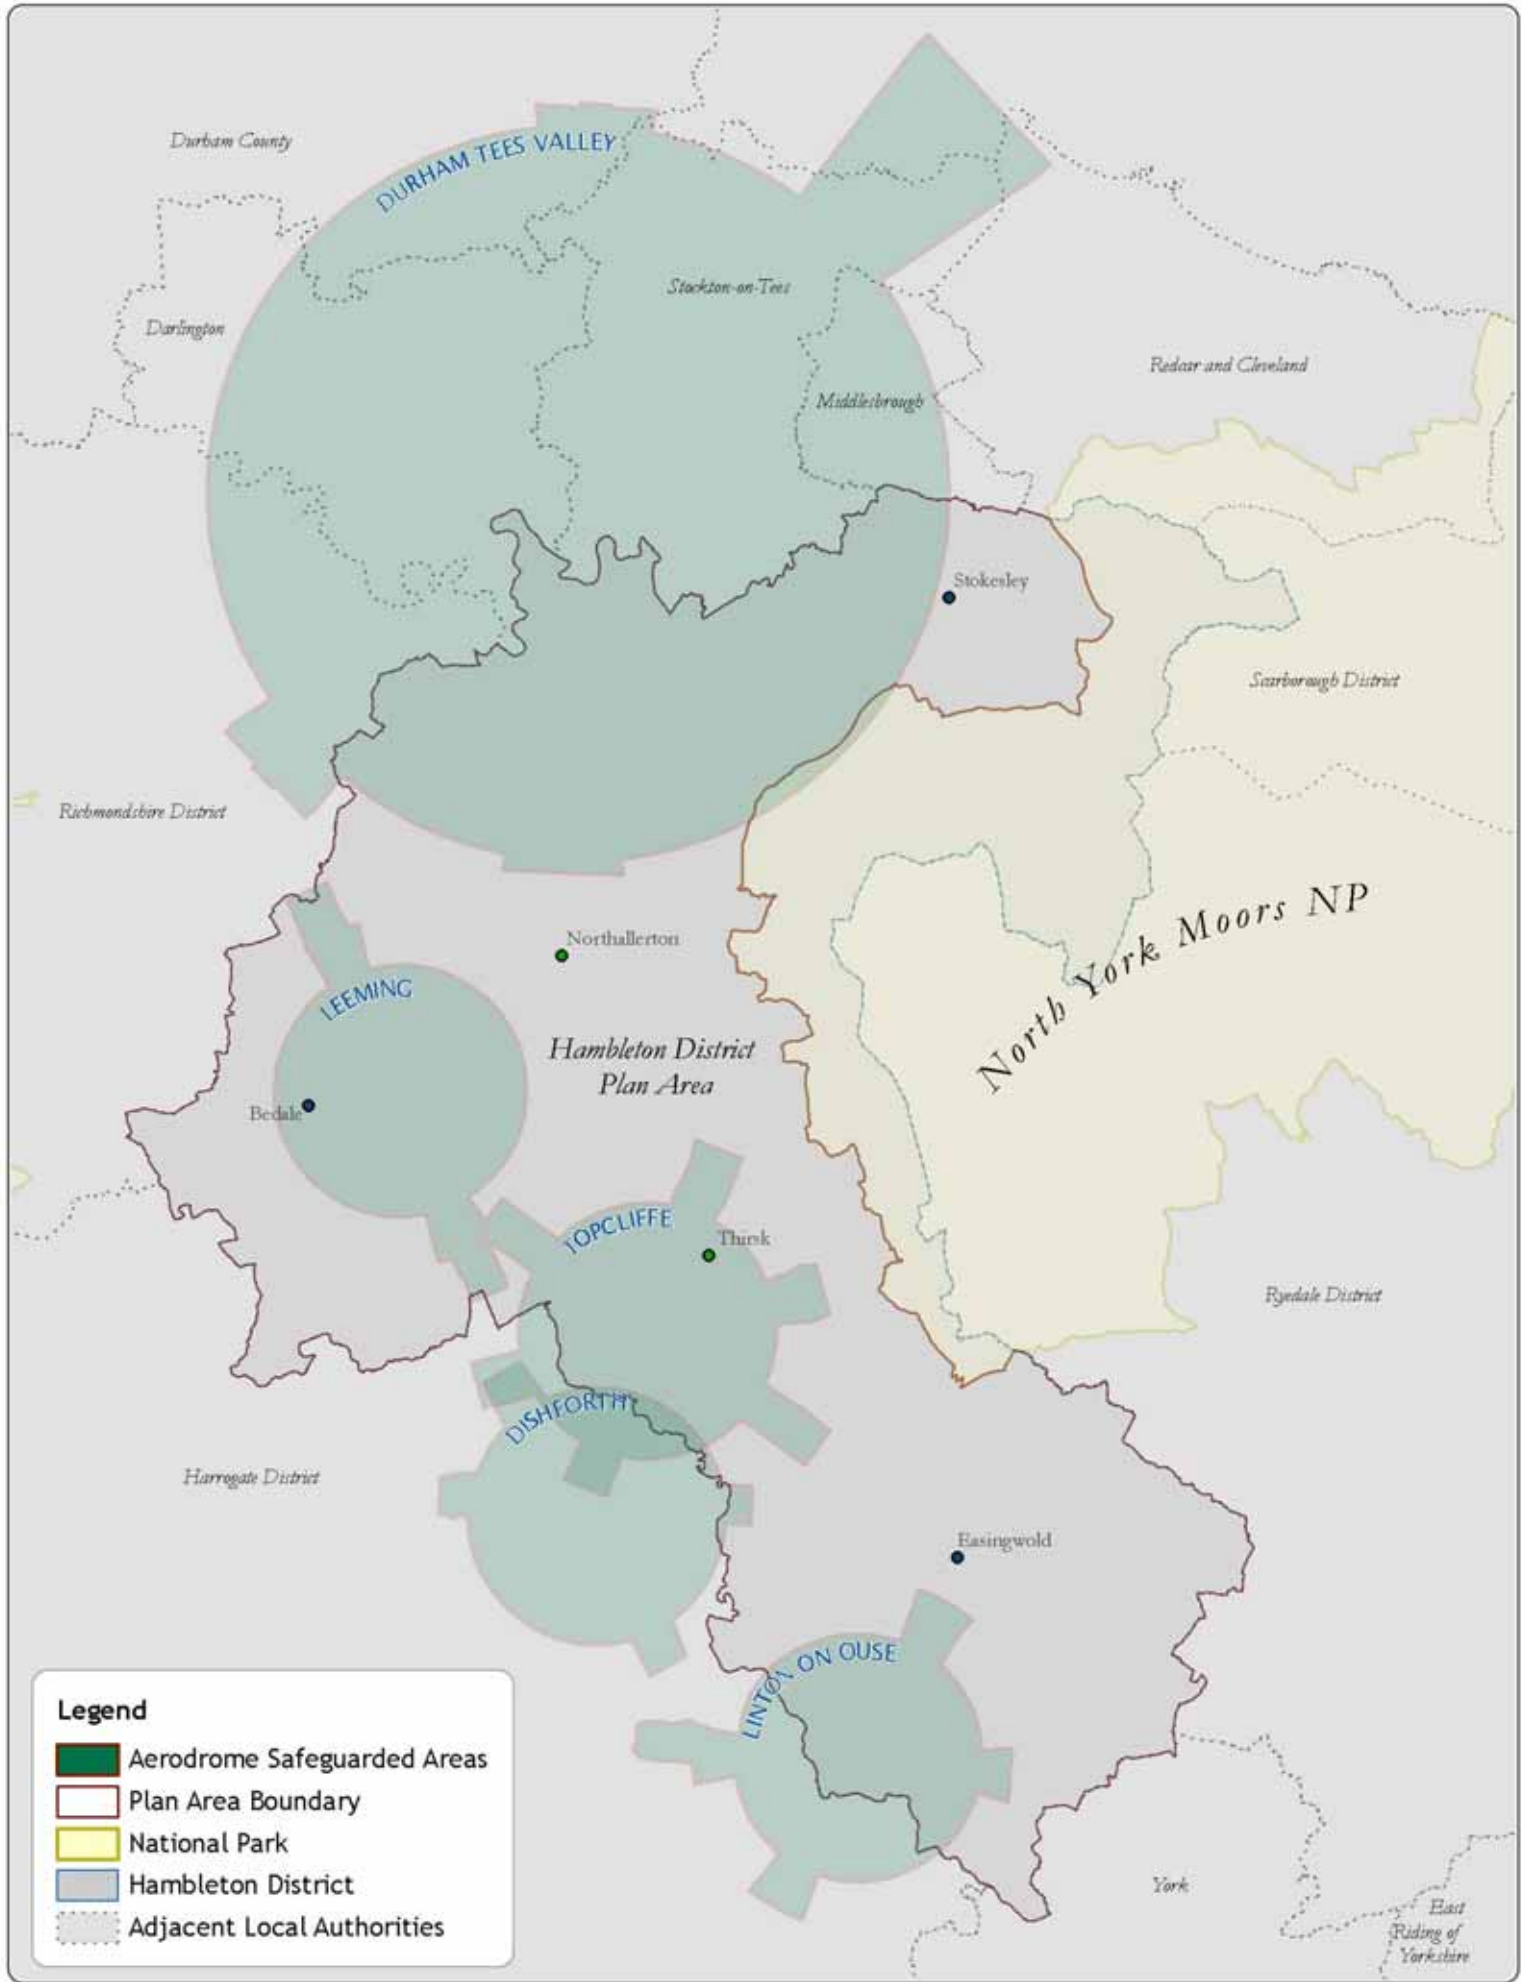 Durham County
DURHAM TEES VALLEY
Stockton-on-Tees
Darlington
Redcar and Cleveland
Middlesbrough
Stokesley
Scarborough District
Richmondshire District
North York Moors NP
Northallerton
LEEMING
Hambleton District
Plan Area
Bedale
TOPCLIFFE
Thirsk
Ryedale District
DISHFORTH
Harrogate District
Easingwold
LINTON ON OUSE
Legend
Aerodrome Safeguarded Areas
Plan Area Boundary
National Park
Hambleton District
Adjacent Local Authorities
York
East
Riding of
Yorkshire